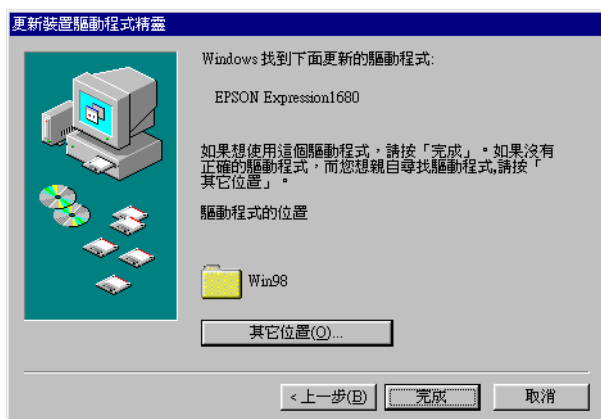 更新裝置驅動程式精靈
Windows 找到下面更新的驅動程式:
EPSON Expression1680
如果想使用這個驅動程式，請按「完成」。如果沒有
正確的驅動程式，而您想親自尋找驅動程式,請按「
其它位置」。
驅動程式的位置
Win98
其它位置(O)...
<上一步(B)
完成
取消